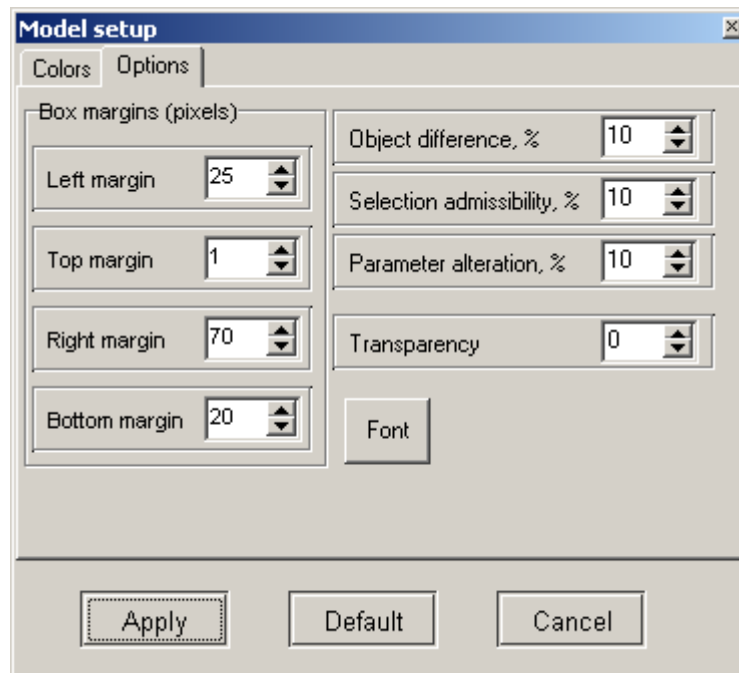 Model setup
Colors
Options
Box margins (pixels)
Left margin 25
Top margin 1
Right margin 70
Bottom margin 20
Object difference, % 10
Selection admissibility, % 10
Parameter alteration, % 10
Transparency 0
Font
Apply
Default
Cancel